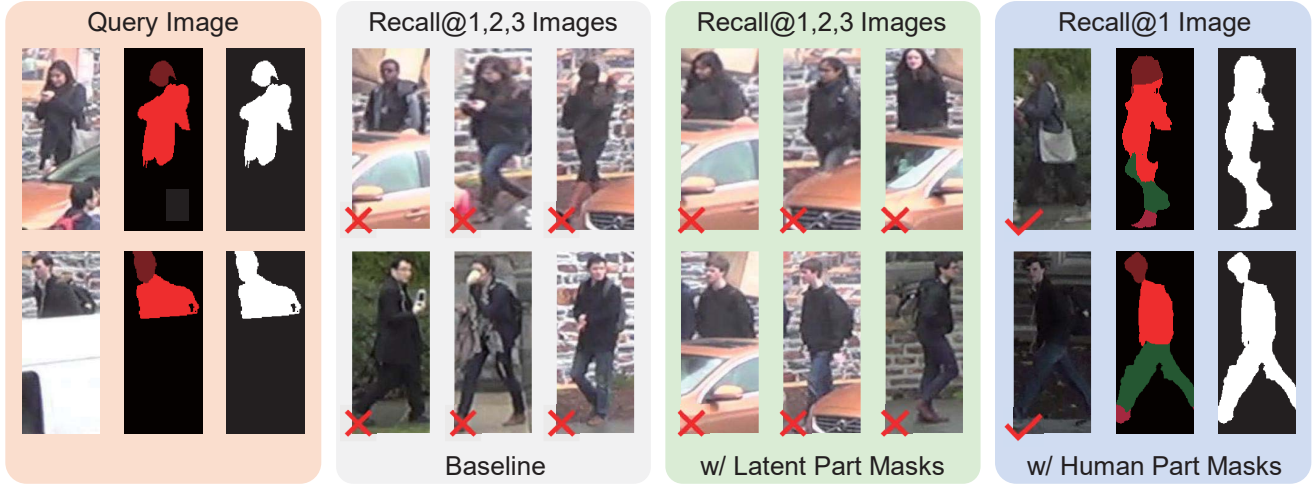 Query Image
Recall@1,2,3 Images
Recall@1,2,3 Images
Recall@1 Image
Baseline
w/ Latent Part Masks
w/ Human Part Masks